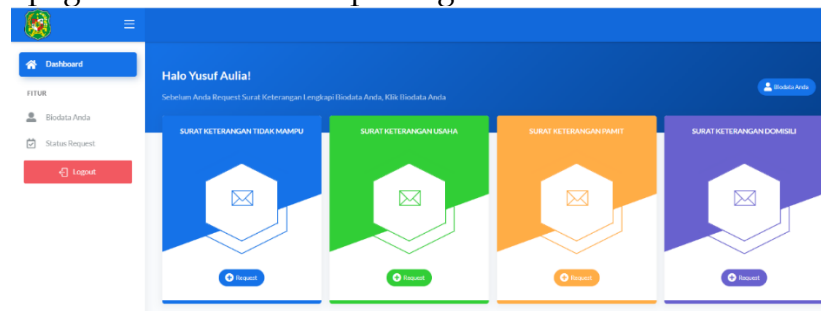 Dashboard
Halo Yusuf Aulia!
Sebelum Anda Request Surat Keterangan Lengkapi Biodata Anda, Klik Biodata Anda
Biodata Anda
FITUR
Biodata Anda
Status Request
Logout
SURAT KETERANGAN TIDAK MAMPU
SURAT KETERANGAN USAHA
SURAT KETERANGAN PAMIT
SURAT KETERANGAN DOMISILI
Request
Request
Request
Request